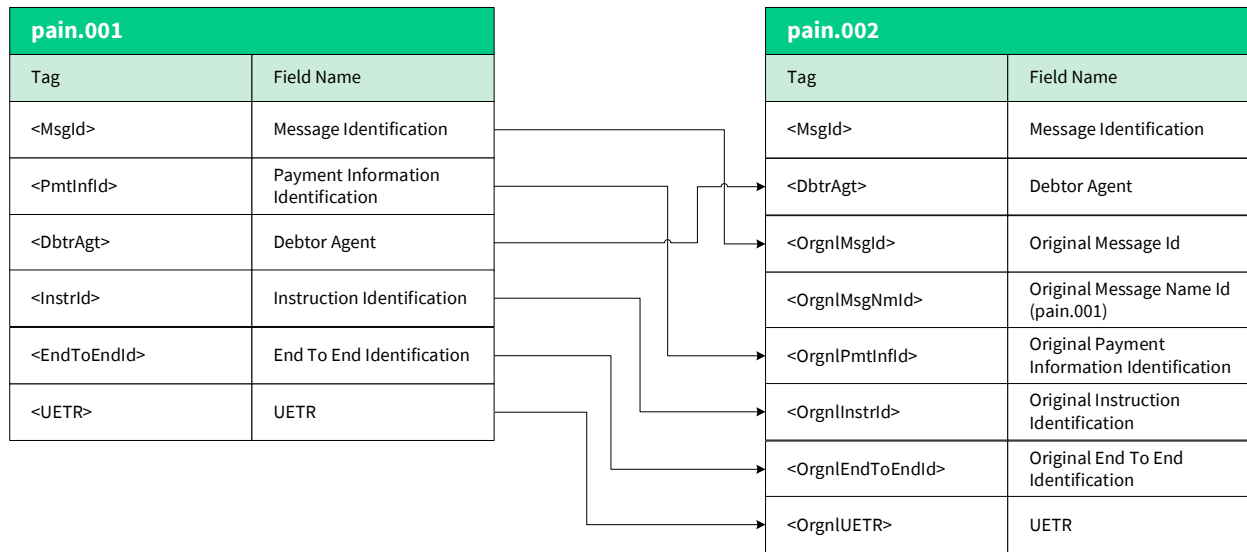 pain.001
Tag
Field Name
<MsgId>
Message Identification
<PmtInfId>
Payment Information
Identification
<DbtrAgt>
Debtor Agent
<InstrId>
Instruction Identification
<EndToEndId>
End To End Identification
<UETR>
UETR
pain.002
Tag
Field Name
<MsgId>
Message Identification
<DbtrAgt>
Debtor Agent
<OrgnlMsgId>
Original Message Id
<OrgnlMsgNmId>
Original Message Name Id
(pain.001)
<OrgnlPmtInfId>
Original Payment
Information Identification
<OrgnlInstrId>
Original Instruction
Identification
<OrgnlEndToEndId>
Original End To End
Identification
<OrgnlUETR>
UETR